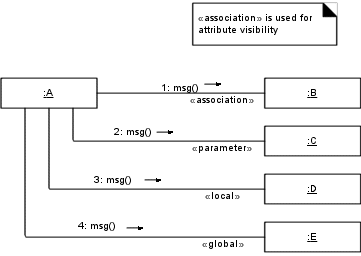 «association» is used for
attribute visibility
:A
1: msg()
«association»
:B
2: msg()
«parameter»
:C
3: msg()
«local»
:D
4: msg()
«global»
:E